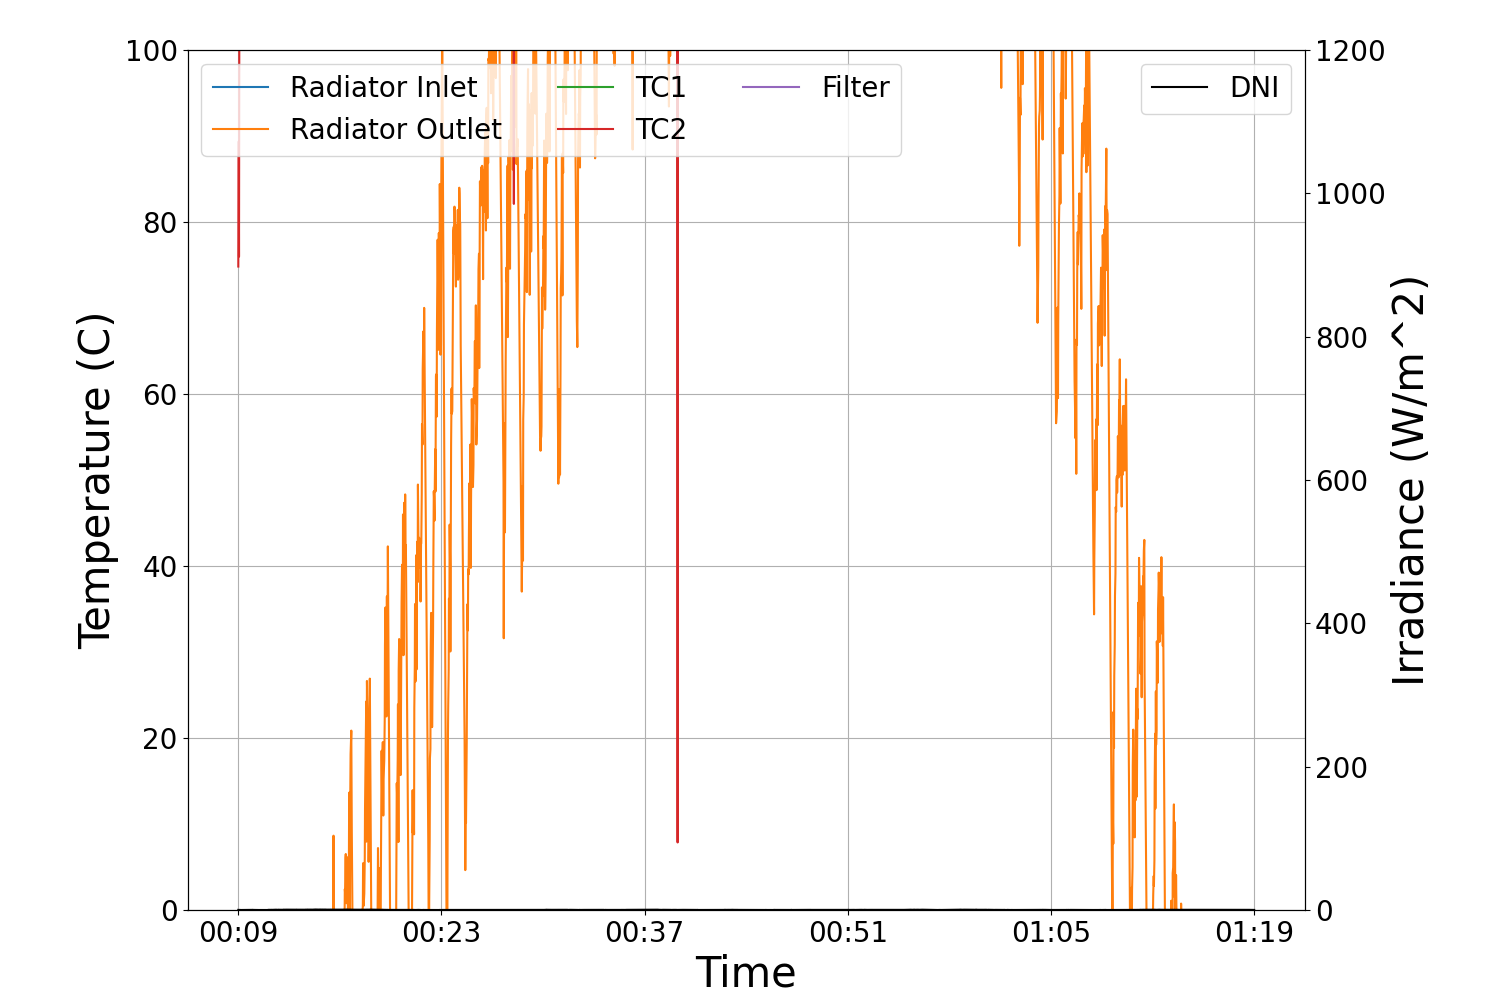 100
80
60
40
20
0
Temperature (C)
Radiator Inlet
Radiator Outlet
TC1
TC2
Filter
DNI
1200
1000
800
600
400
200
0
Irradiance (W/m^2)
00:09 00:23 00:37 00:51 01:05 01:19
Time